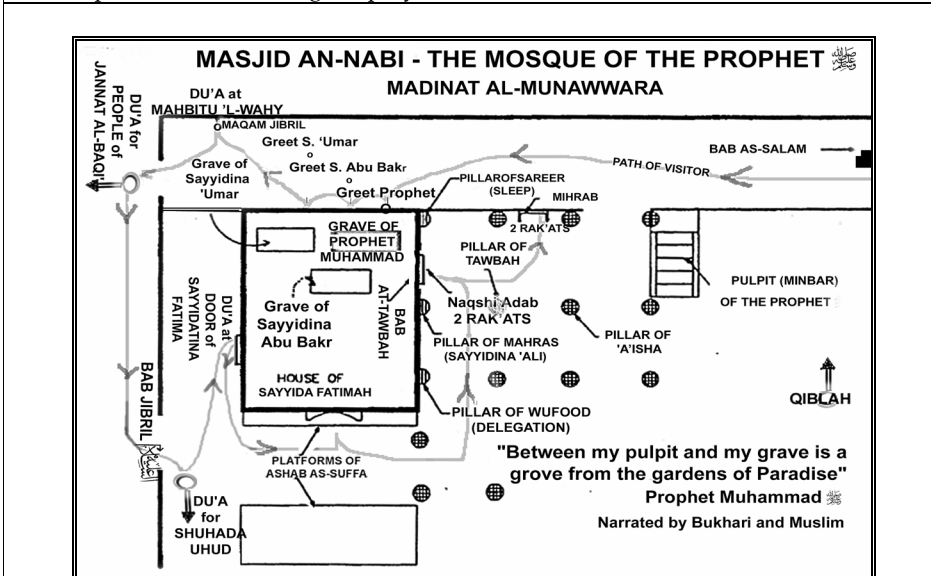 MASJID AN-NABI - THE MOSQUE OF THE PROPHET ﷺ
MADINAT AL-MUNAWWARA
DU'A for
PEOPLE of
JANNAT AL-BAQI'
DU'A at
MAHBITU 'L-WAHY
MAQAM JIBRIL
Greet S. 'Umar
Greet S. Abu Bakr
Greet Prophet
Grave of
Sayyidina
'Umar
PATH OF VISITOR
BAB AS-SALAM
PILLAROFSAREER
(SLEEP)
MIHRAB
2 RAK'ATS
PILLAR OF
TAWBAH
GRAVE OF
PROPHET
MUHAMMAD
Grave of
Sayyidina
Abu Bakr
BAB
AT-TAWBAH
HOUSE OF
SAYYIDA FATIMAH
Naqshi Adab
2 RAK'ATS
PILLAR OF MAHRAS
(SAYYIDINA 'ALI)
PILLAR OF
'A'ISHA
PULPIT (MINBAR)
OF THE PROPHET
QIBLAH
PILLAR OF WUFOOD
(DELEGATION)
DU'A at
DOOR of
SAYYIDATINA
FATIMA
BAB JIBRIL
PLATFORMS OF
ASHAB AS-SUFFA
DU'A
for
SHUHADA
UHUD
"Between my pulpit and my grave is a
grove from the gardens of Paradise"
Prophet Muhammad ﷺ
Narrated by Bukhari and Muslim